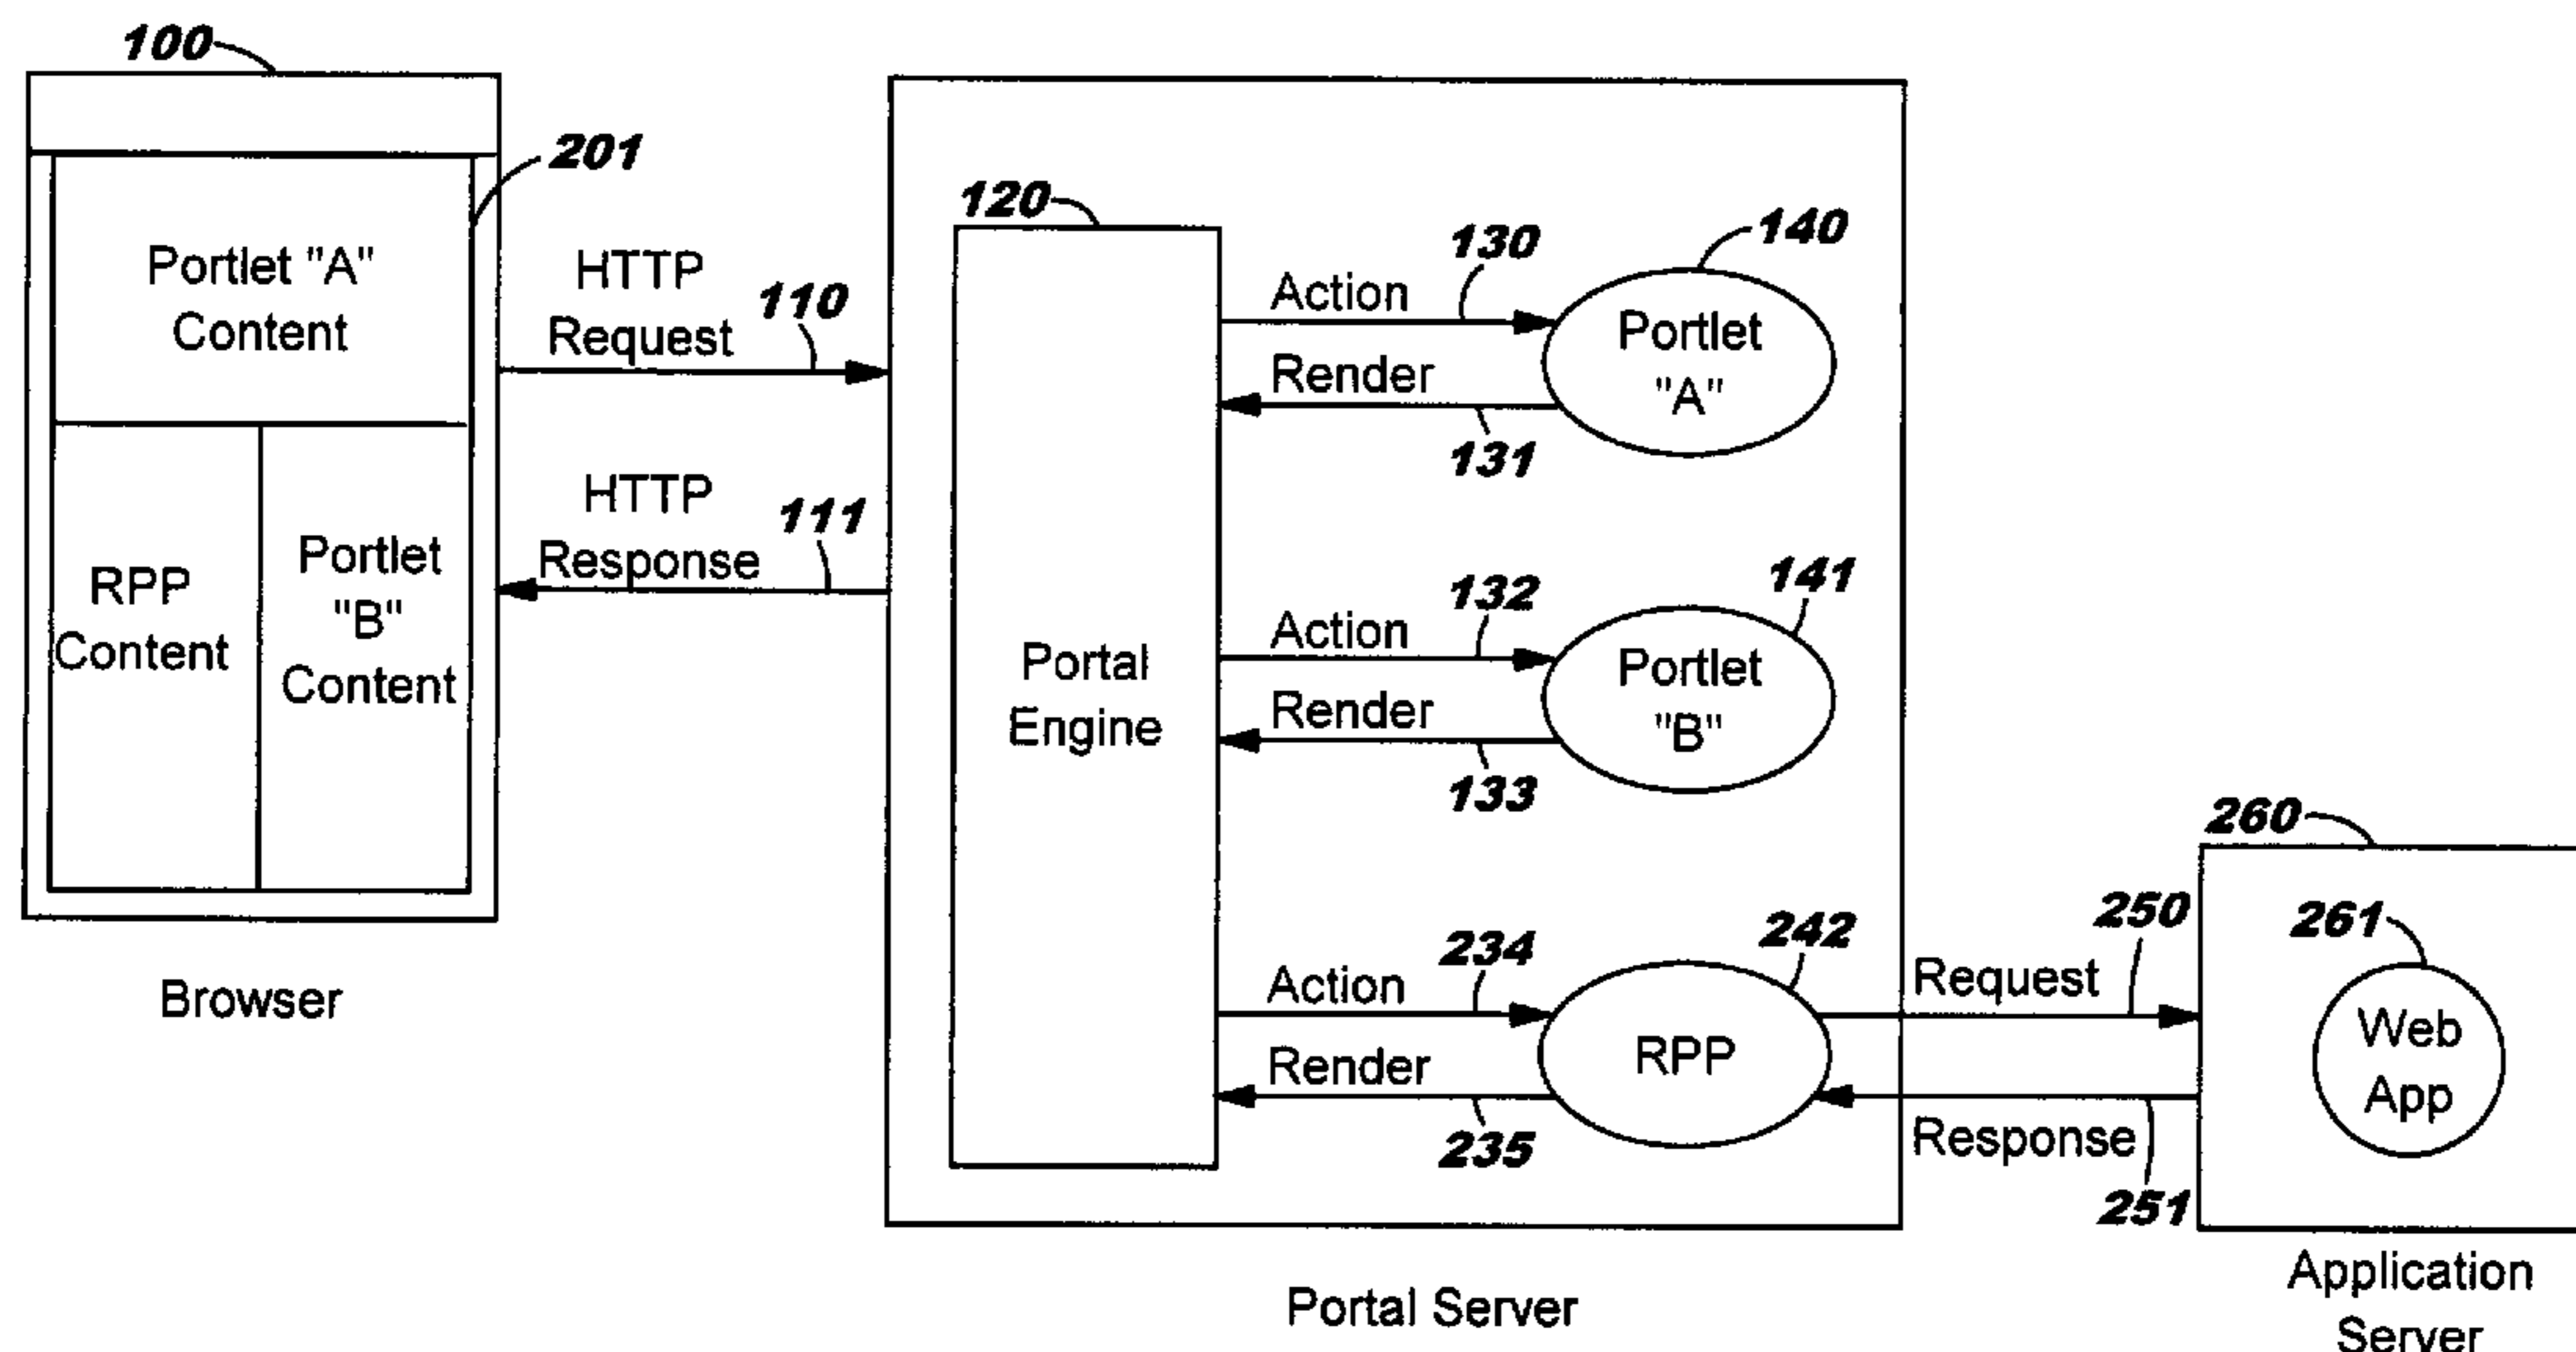 100
201
Portlet "A"
Content
RPP
Content
Portlet
"B"
Content
Browser
HTTP
Request
110
HTTP
Response
111
120
Portal
Engine
Action
130
Render
131
140
Portlet
"A"
Action
132
Render
133
141
Portlet
"B"
Action
234
Render
235
242
RPP
Portal Server
Request
250
Response
251
260
261
Web
App
Application
Server